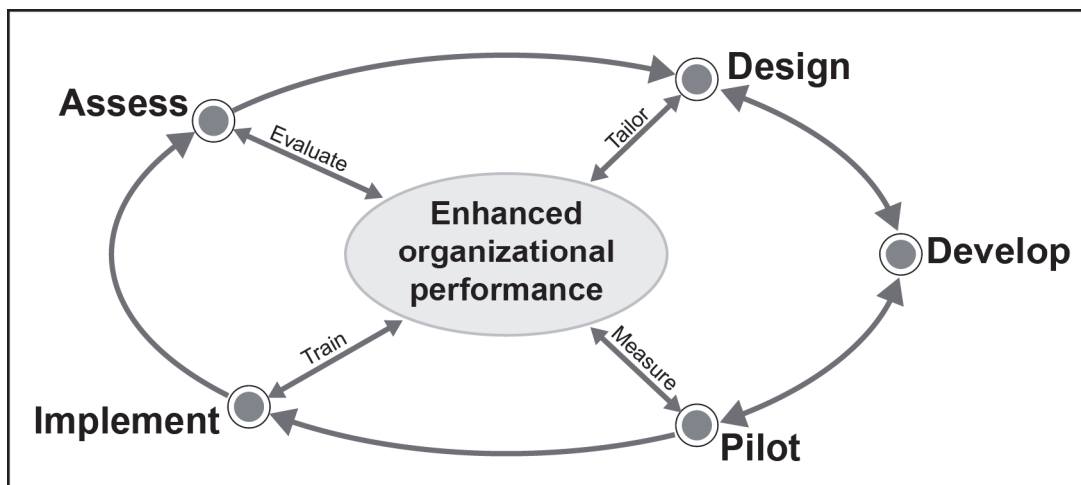 Design
Assess
Evaluate
Tailor
Enhanced
organizational
performance
Develop
Train
Measure
Implement
Pilot